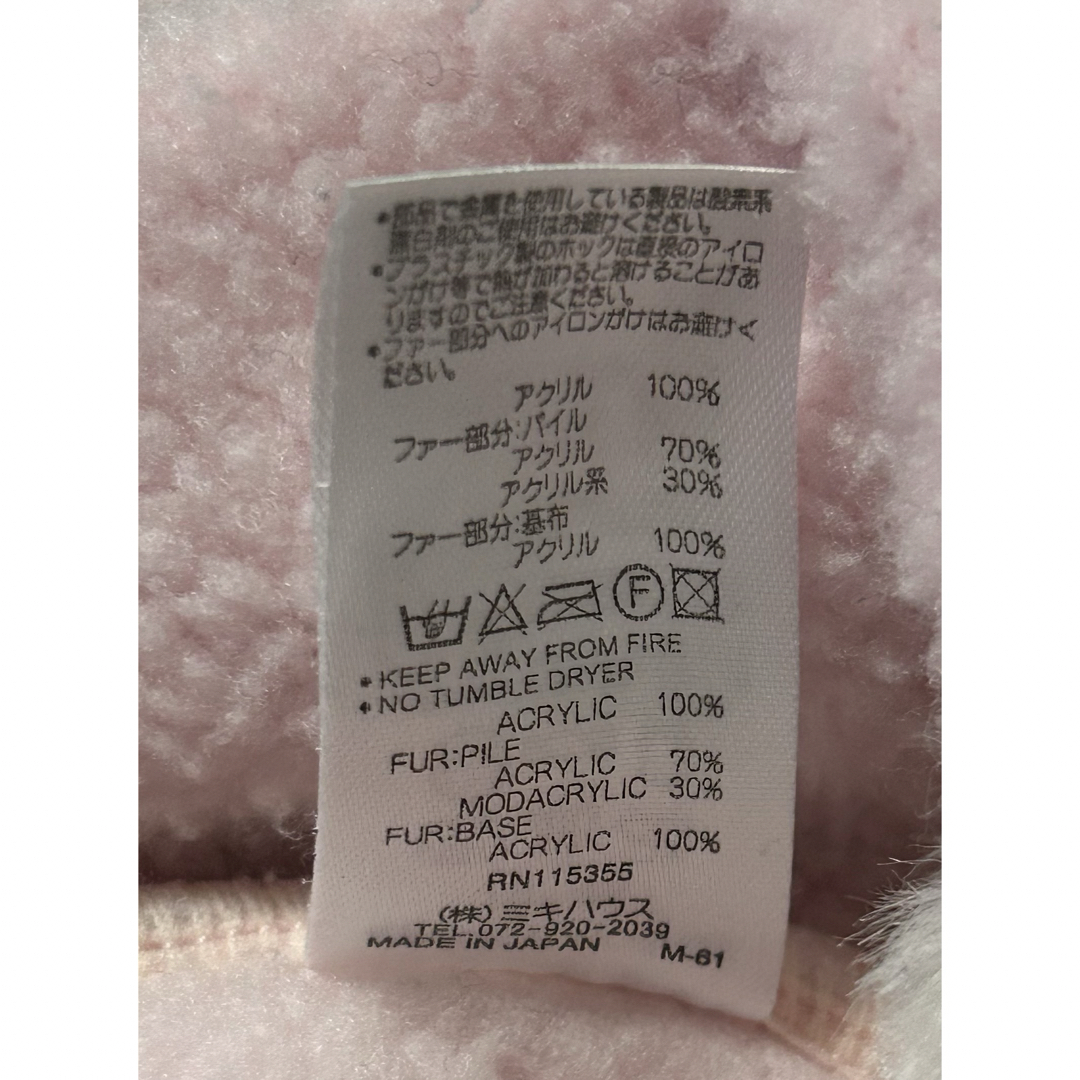 ・部品で金属を使用している製品は酸素系
漂白剤のご使用はお避けください。
・プラスチック製のホックは直接のアイロ
ンがけ等で熱が加わると溶けることがあ
りますのでご注意ください。
・ファー部分へのアイロンがけはお避けく
ださい。
アクリル 100%
ファー部分:パイル
アクリル 70%
アクリル系 30%
ファー部分:基布
アクリル 100%
F
・KEEP AWAY FROM FIRE
・NO TUMBLE DRYER
ACRYLIC 100%
FUR:PILE
ACRYLIC 70%
MODACRYLIC 30%
FUR:BASE
ACRYLIC 100%
RN115355
(株)ミキハウス
TEL.072-920-2039
MADE IN JAPAN M-61